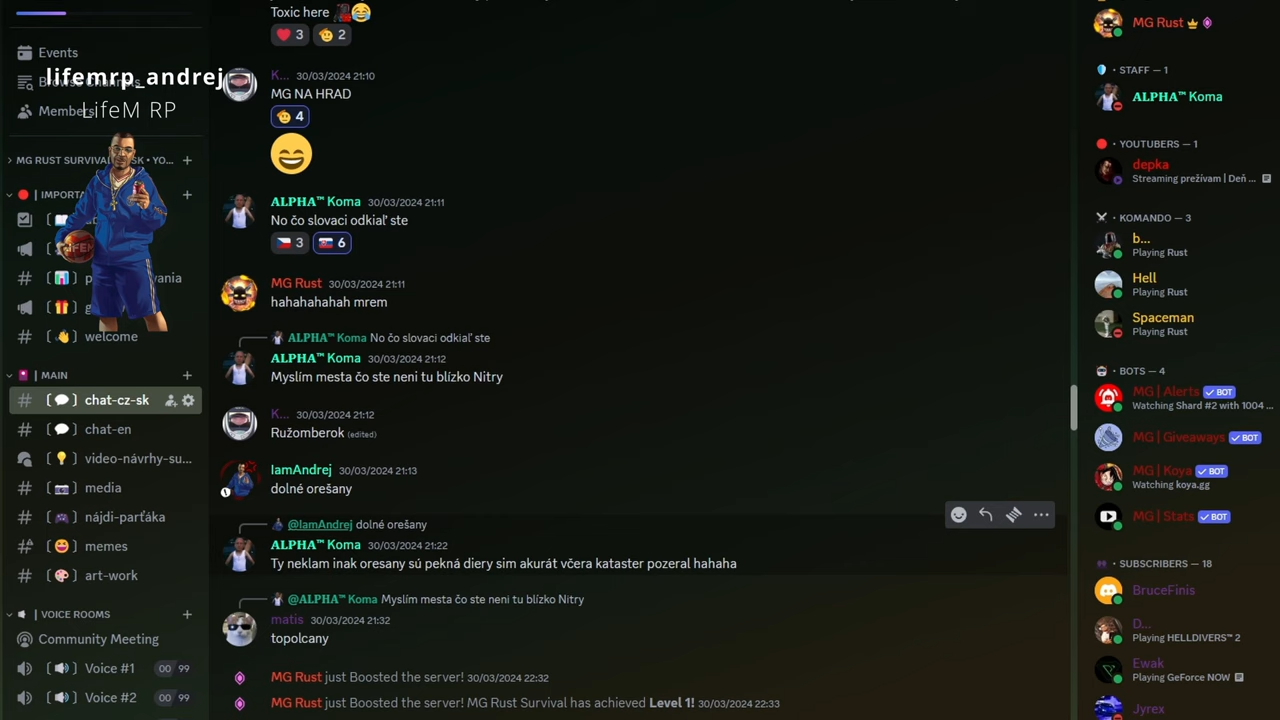 Toxic here
3 2
Events
lifemrp_andrej
LifeM RP
Members
MG RUST SURVIVAL SK • YO...
IMPORTA
vania
welcome
MAIN
chat-cz-sk
chat-en
video-návrhy-su...
media
nájdi-parťáka
memes
art-work
VOICE ROOMS
Community Meeting
Voice #1 00 99
Voice #2 00 99
K... 30/03/2024 21:10
MG NA HRAD
4
ALPHA™ Koma 30/03/2024 21:11
No čo slovaci odkiaľ ste
3 6
MG Rust 30/03/2024 21:11
hahahahahah mrem
ALPHA™ Koma No čo slovaci odkiaľ ste
ALPHA™ Koma 30/03/2024 21:12
Myslím mesta čo ste neni tu blízko Nitry
K... 30/03/2024 21:12
Ružomberok (edited)
IamAndrej 30/03/2024 21:13
dolné orešany
@IamAndrej dolné orešany
ALPHA™ Koma 30/03/2024 21:22
Ty neklam inak oresany sú pekná diery sim akurát včera kataster pozeral hahaha
@ALPHA™ Koma Myslím mesta čo ste neni tu blízko Nitry
matis 30/03/2024 21:32
topolcany
MG Rust just Boosted the server! 30/03/2024 22:32
MG Rust just Boosted the server! MG Rust Survival has achieved Level 1! 30/03/2024 22:33
MG Rust
STAFF — 1
ALPHA™ Koma
YOUTUBERS — 1
depka
Streaming prežívam | Deň ...
KOMANDO — 3
b...
Playing Rust
Hell
Playing Rust
Spaceman
Playing Rust
BOTS — 4
MG | Alerts BOT
Watching Shard #2 with 1004 ...
MG | Giveaways BOT
MG | Koya BOT
Watching koya.gg
MG | Stats BOT
SUBSCRIBERS — 18
BruceFinis
D...
Playing HELLDIVERS™ 2
Ewak
Playing GeForce NOW
Jyrex